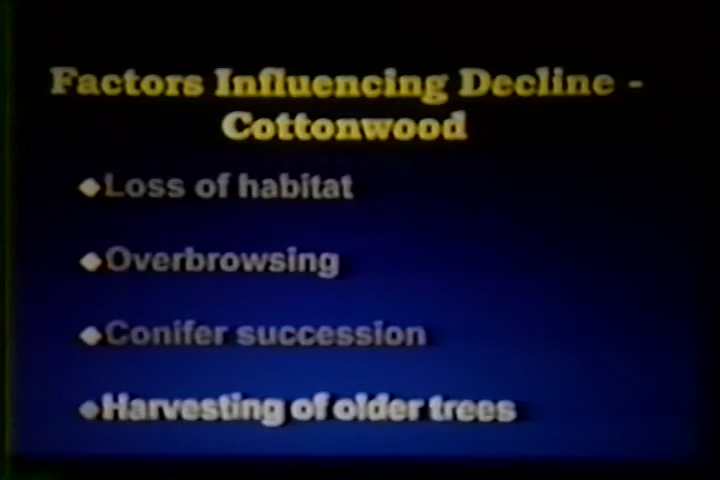 Factors Influencing Decline -
Cottonwood
Loss of habitat
Overbrowsing
Conifer succession
Harvesting of older trees